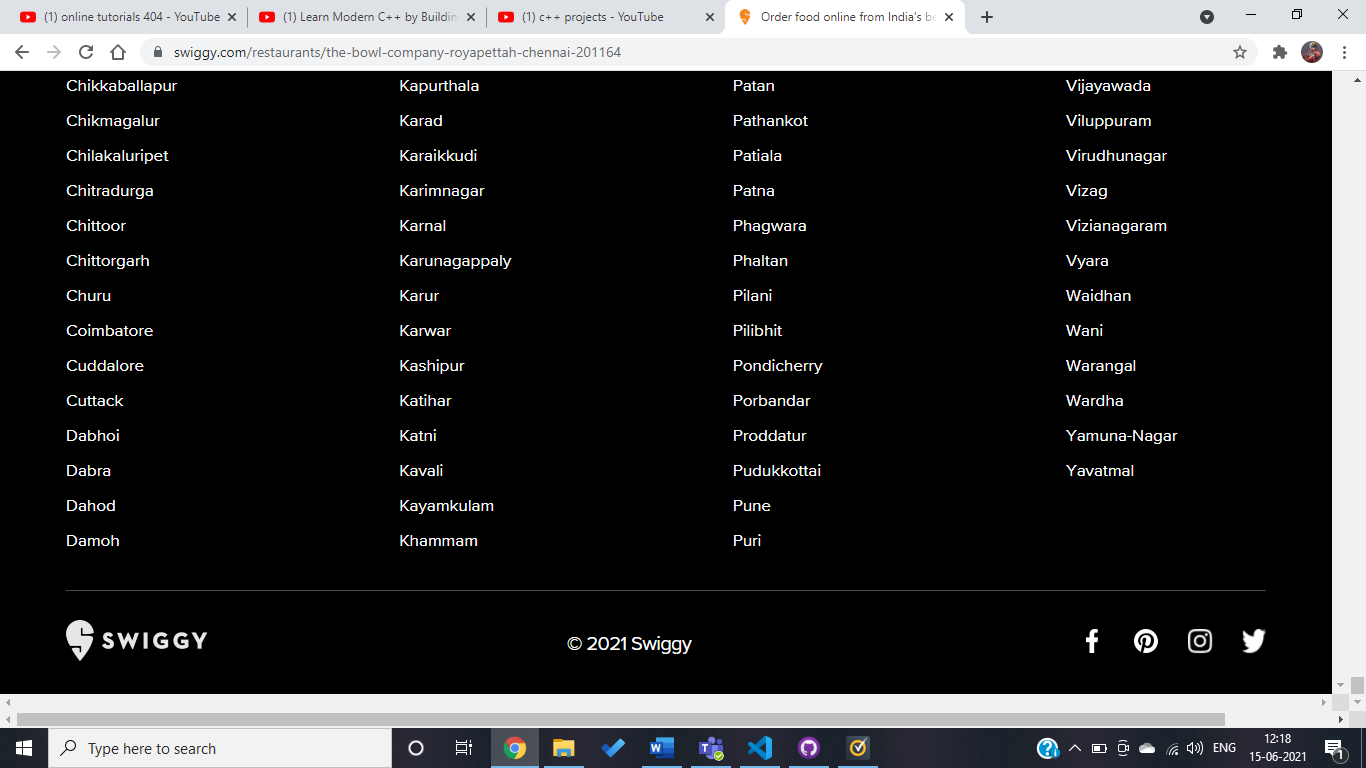 (1) online tutorials 404 - YouTube
(1) Learn Modern C++ by Buildin
(1) c++ projects - YouTube
Order food online from India's be
swiggy.com/restaurants/the-bowl-company-royapettah-chennai-201164
Chikkaballapur Kapurthala Patan Vijayawada
Chikmagalur Karad Pathankot Viluppuram
Chilakaluripet Karaikkudi Patiala Virudhunagar
Chitradurga Karimnagar Patna Vizag
Chittoor Karnal Phagwara Vizianagaram
Chittorgarh Karunagappaly Phaltan Vyara
Churu Karur Pilani Waidhan
Coimbatore Karwar Pilibhit Wani
Cuddalore Kashipur Pondicherry Warangal
Cuttack Katihar Porbandar Wardha
Dabhoi Katni Proddatur Yamuna-Nagar
Dabra Kavali Pudukkottai Yavatmal
Dahod Kayamkulam Pune
Damoh Khammam Puri
SWIGGY © 2021 Swiggy
Type here to search
ENG
12:18
15-06-2021
1